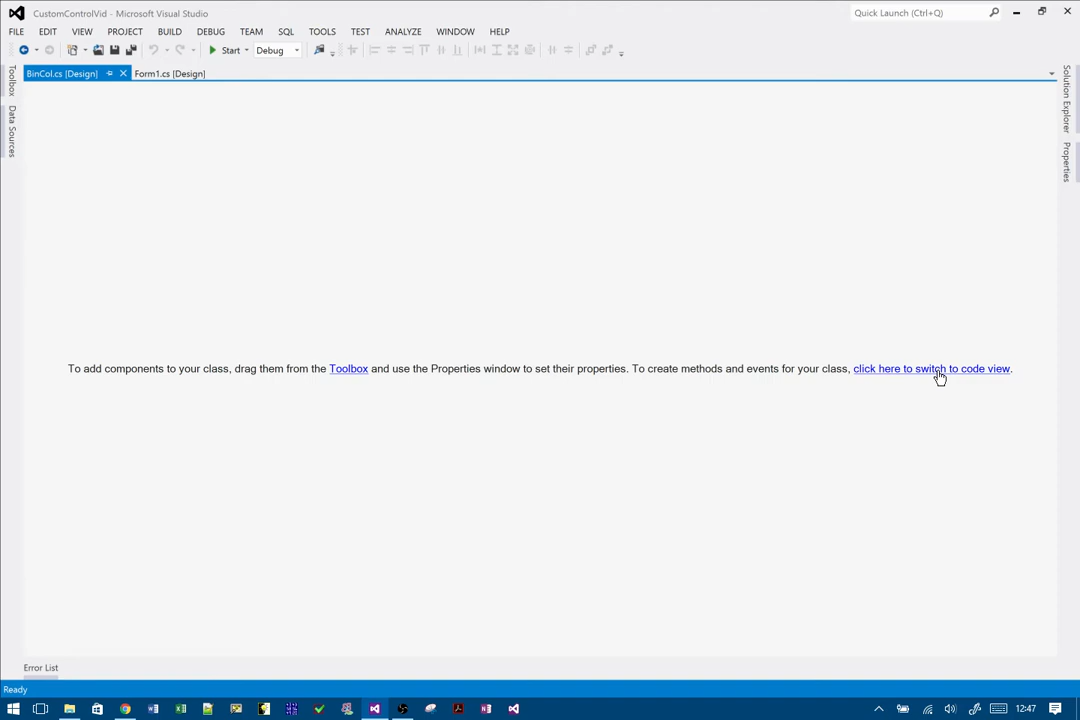 CustomControlVid - Microsoft Visual Studio
Quick Launch (Ctrl+Q)
FILE EDIT VIEW PROJECT BUILD DEBUG TEAM SQL TOOLS TEST ANALYZE WINDOW HELP
Start Debug
BinCol.cs [Design] Form1.cs [Design]
Toolbox
Data Sources
Solution Explorer
Properties
To add components to your class, drag them from the Toolbox and use the Properties window to set their properties. To create methods and events for your class, click here to switch to code view.
Error List
Ready
12:47